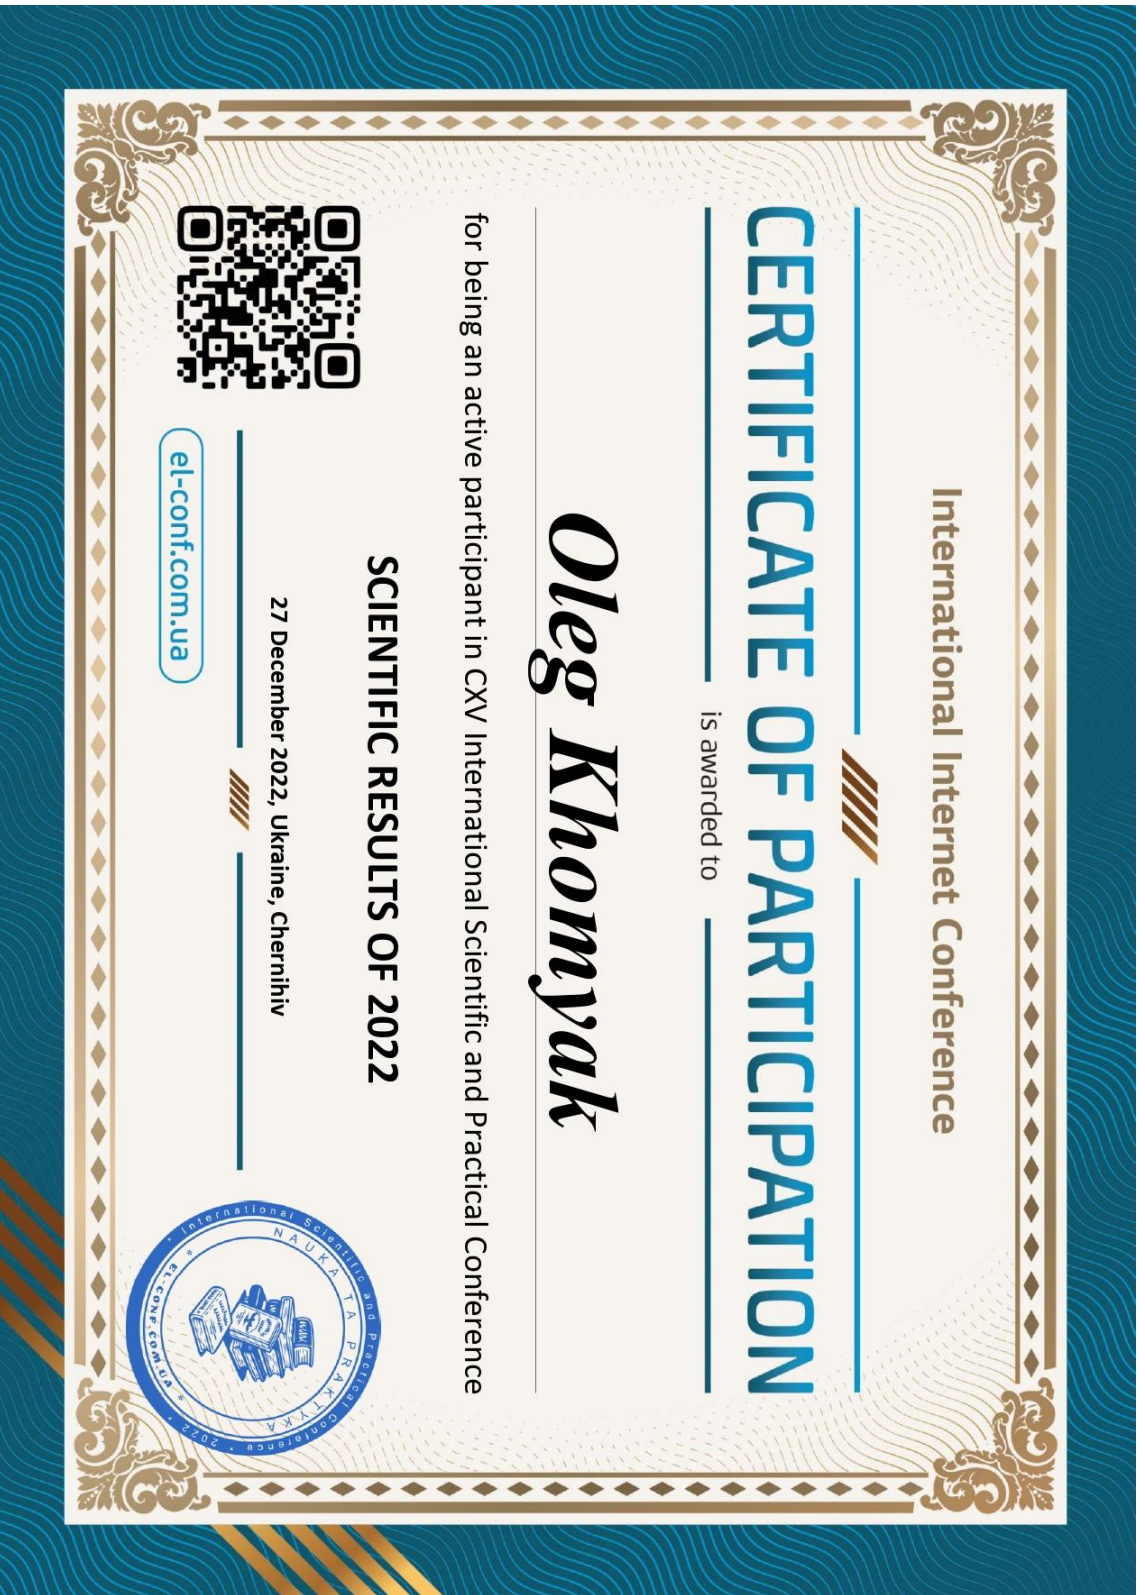 International Internet Conference
CERTIFICATE OF PARTICIPATION
is awarded to
Oleg Khomyak
for being an active participant in CXV International Scientific and Practical Conference
SCIENTIFIC RESULTS OF 2022
27 December 2022, Ukraine, Chernihiv
el-conf.com.ua
* International Scientific and Practical Conference * 2022 *
NAUKA TA PRAKTYKA
* EL-CONF.COM.UA *